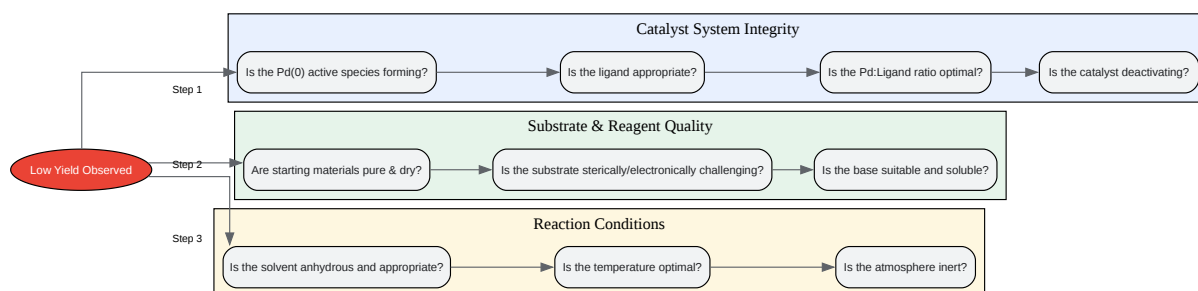 Catalyst System Integrity
Is the Pd(0) active species forming?
Is the ligand appropriate?
Is the Pd:Ligand ratio optimal?
Is the catalyst deactivating?
Step 1
Substrate & Reagent Quality
Low Yield Observed
Step 2
Are starting materials pure & dry?
Is the substrate sterically/electronically challenging?
Is the base suitable and soluble?
Reaction Conditions
Step 3
Is the solvent anhydrous and appropriate?
Is the temperature optimal?
Is the atmosphere inert?